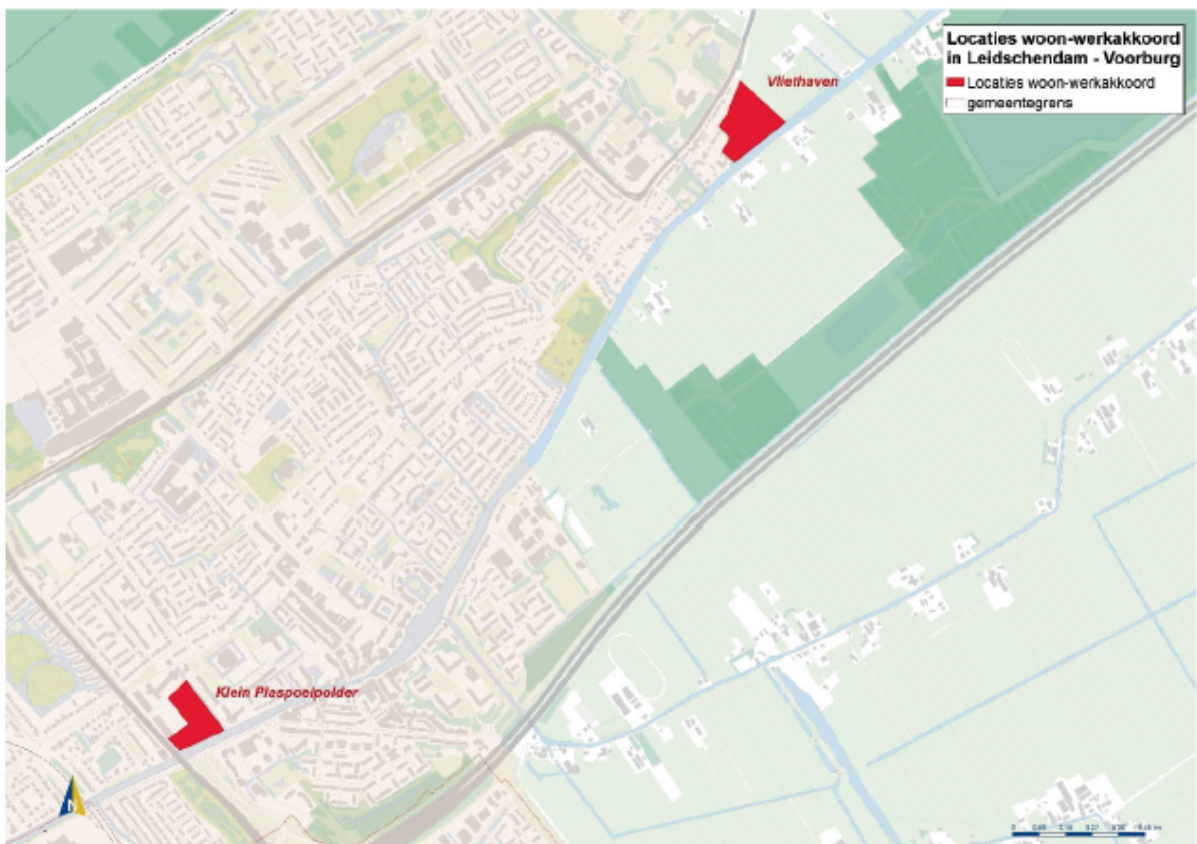 Locaties woon-werkakkoord
in Leidschendam - Voorburg
Locaties woon-werkakkoord
gemeentegrens
Vliethaven
Klein Plaspoelpolder
N